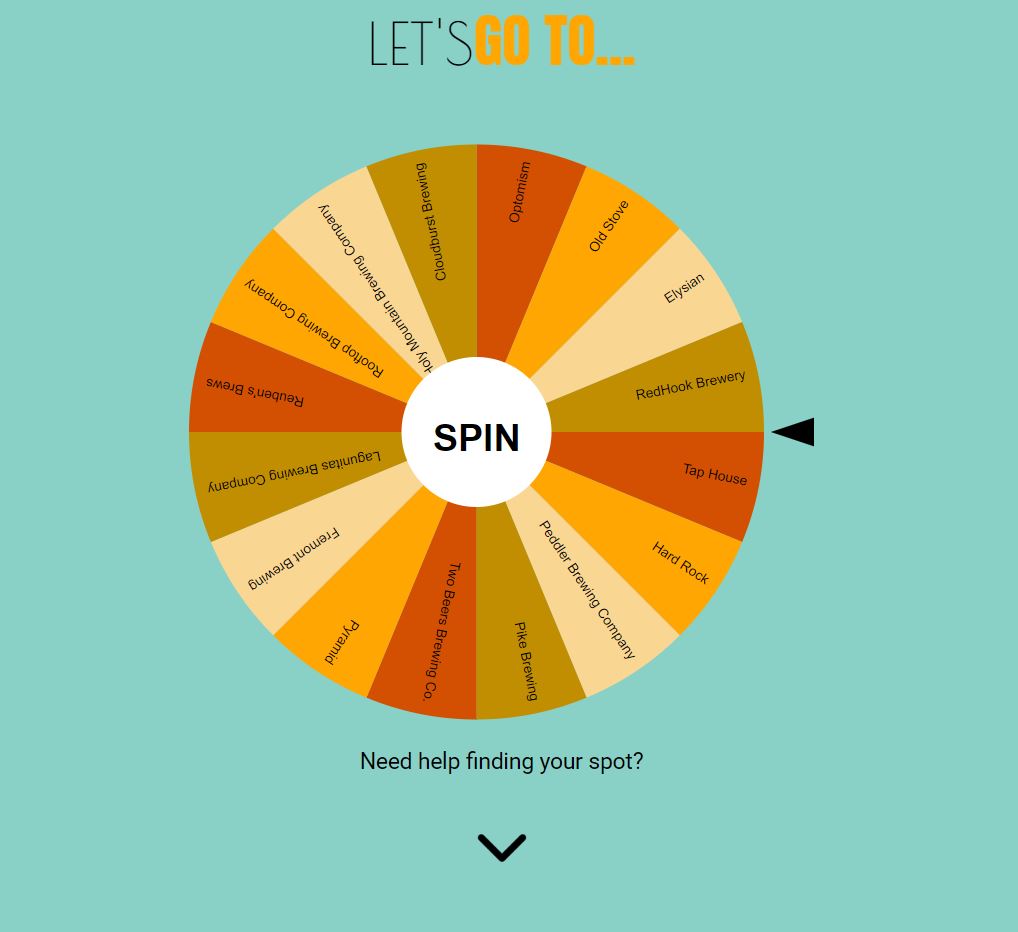 LET'S GO TO...
Optomism
Old Stove
Elysian
RedHook Brewery
Tap House
Hard Rock
Peddler Brewing Company
Pike Brewing
Two Beers Brewing Co.
Pyramid
Fremont Brewing
Lagunitas Brewing Company
Reuben's Brews
Rooftop Brewing Company
Holy Mountain Brewing Company
Cloudburst Brewing
SPIN
Need help finding your spot?